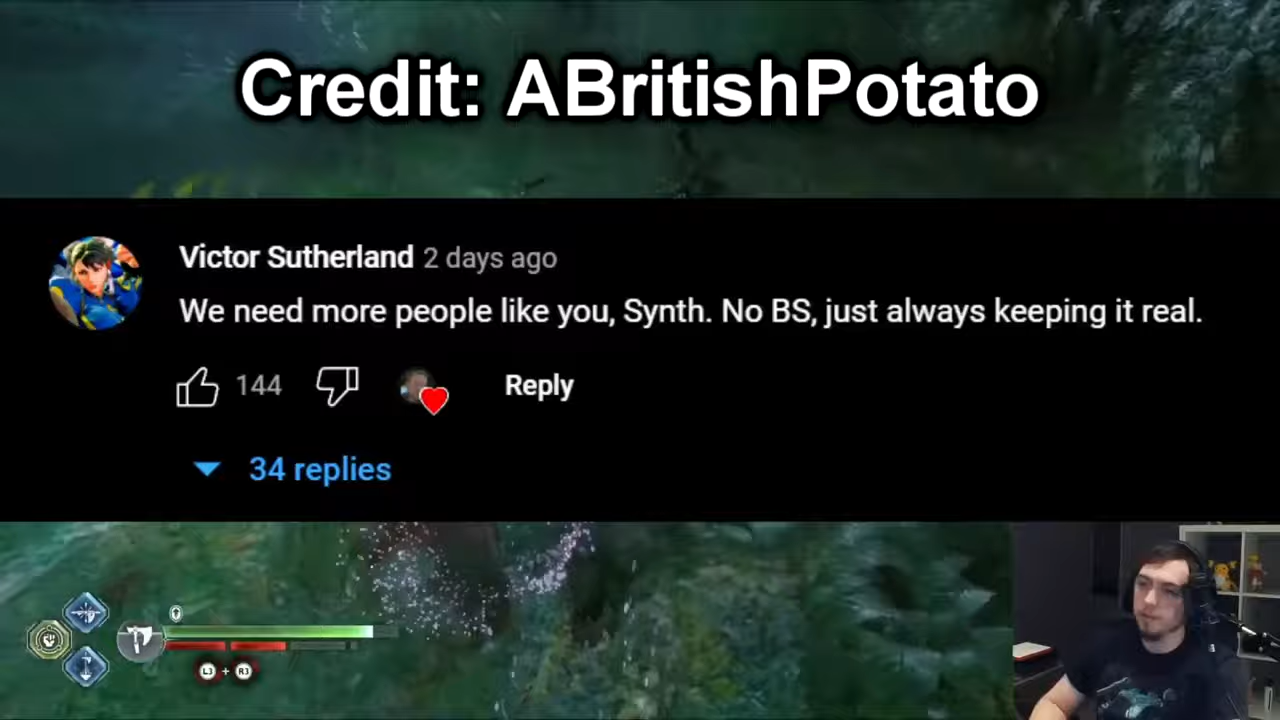 Credit: ABritishPotato
Victor Sutherland 2 days ago
We need more people like you, Synth. No BS, just always keeping it real.
144
Reply
34 replies
L3 + R3